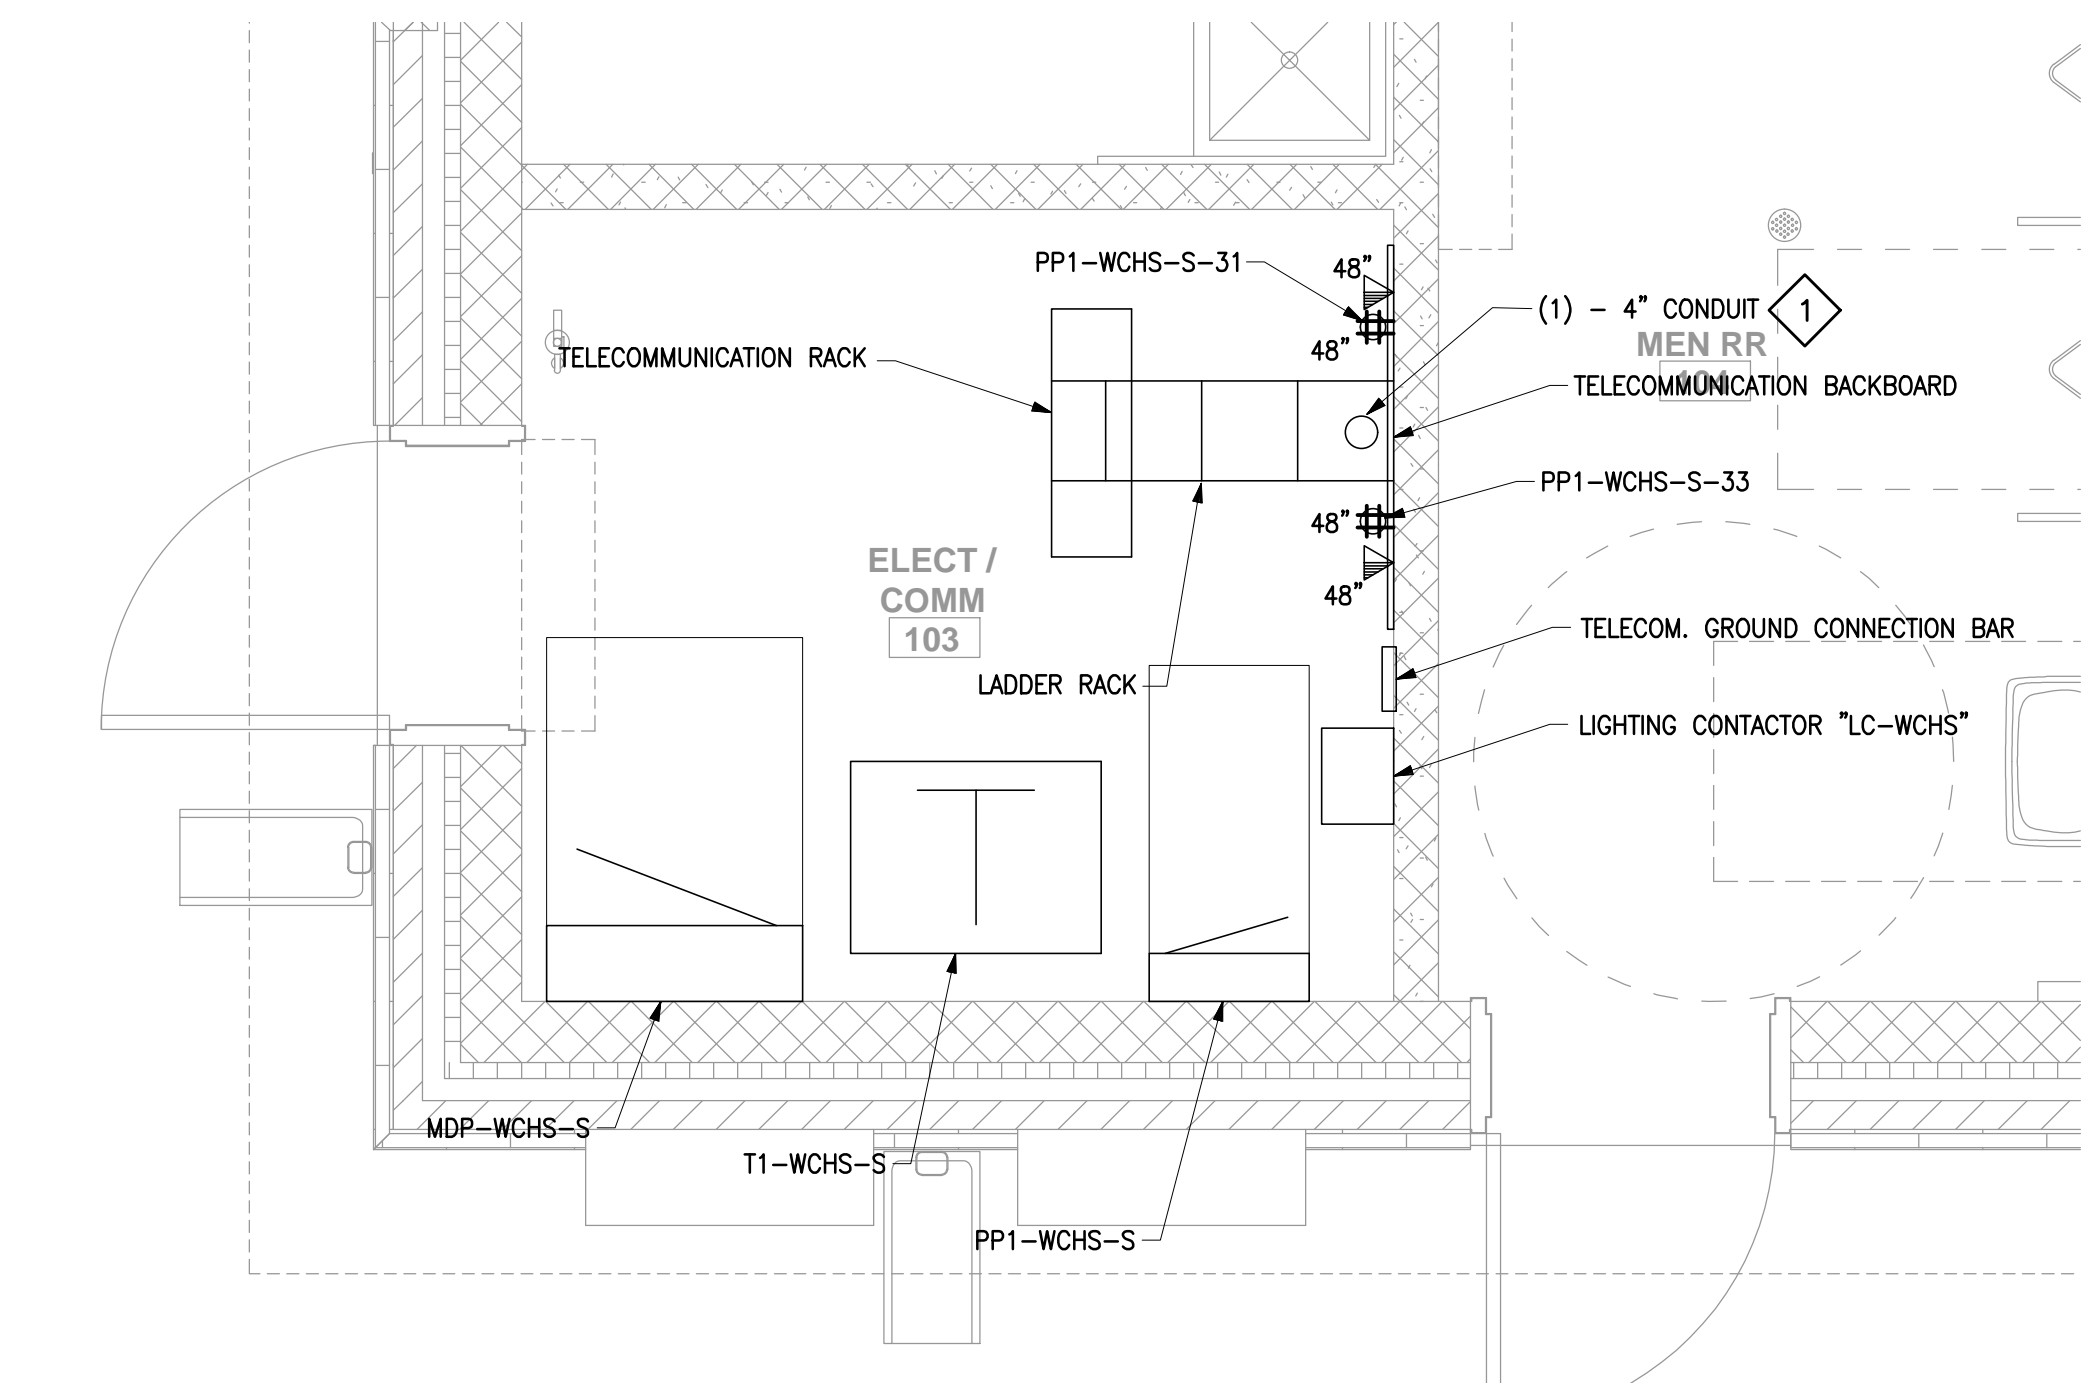 PP1-WCHS-S-31
48”
(1) - 4” CONDUIT
1
MEN RR
104
48”
TELECOMMUNICATION RACK
TELECOMMUNICATION BACKBOARD
PP1-WCHS-S-33
48”
ELECT /
COMM
103
48”
TELECOM. GROUND CONNECTION BAR
LADDER RACK
LIGHTING CONTACTOR ”LC-WCHS”
T
MDP-WCHS-S
T1-WCHS-S
PP1-WCHS-S